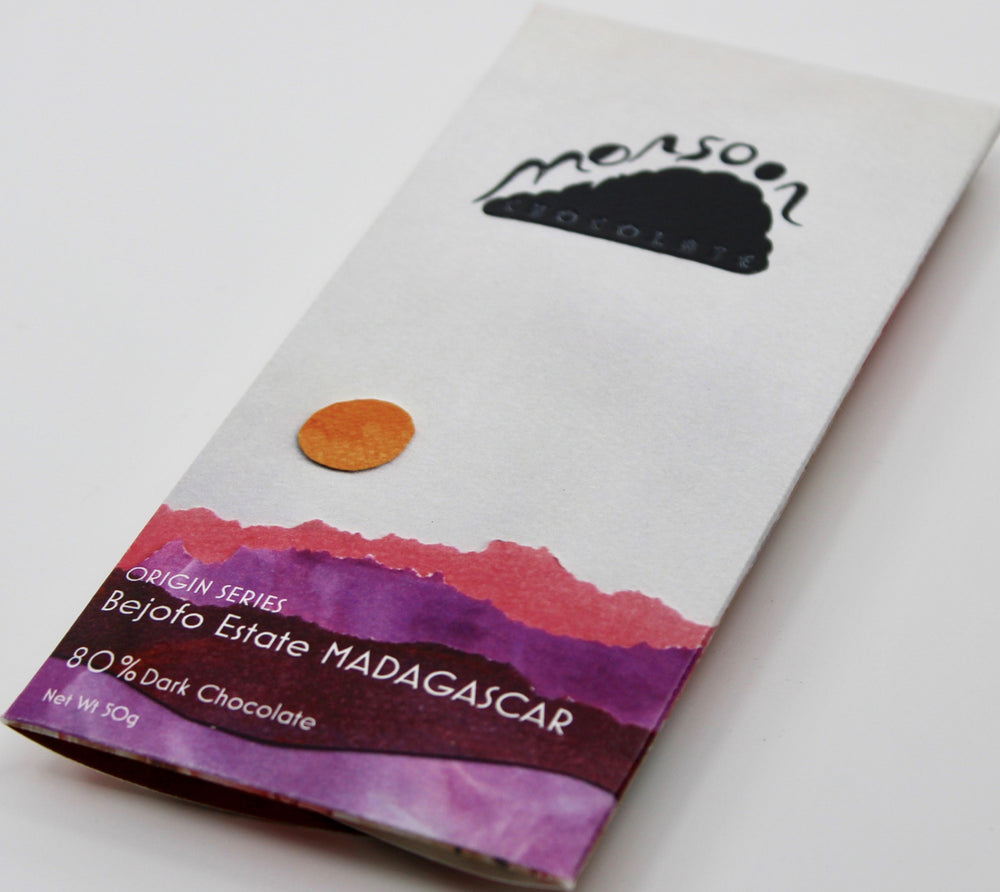 monsoon
CHOCOLATE
ORIGIN SERIES
Bejofo Estate MADAGASCAR
80% Dark Chocolate
Net Wt 50g